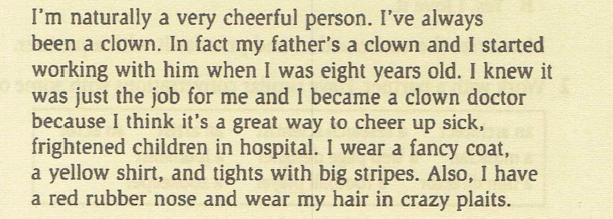 I'm naturally a very cheerful person. I've always
been a clown. In fact my father's a clown and I started
working with him when I was eight years old. I knew it
was just the job for me and I became a clown doctor
because I think it's a great way to cheer up sick,
frightened children in hospital. I wear a fancy coat,
a yellow shirt, and tights with big stripes. Also, I have
a red rubber nose and wear my hair in crazy plaits.